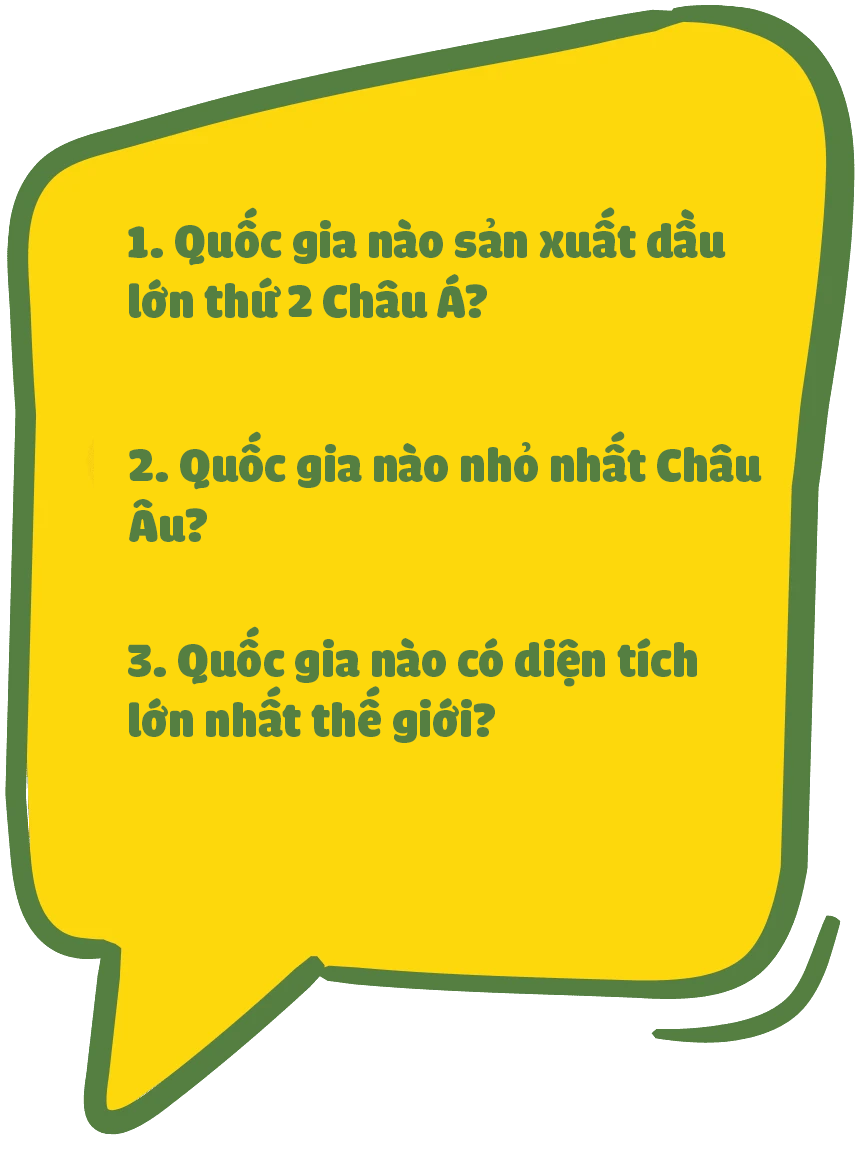 1. Quốc gia nào sản xuất dầu
lớn thứ 2 Châu Á?
2. Quốc gia nào nhỏ nhất Châu
Âu?
3. Quốc gia nào có diện tích
lớn nhất thế giới?